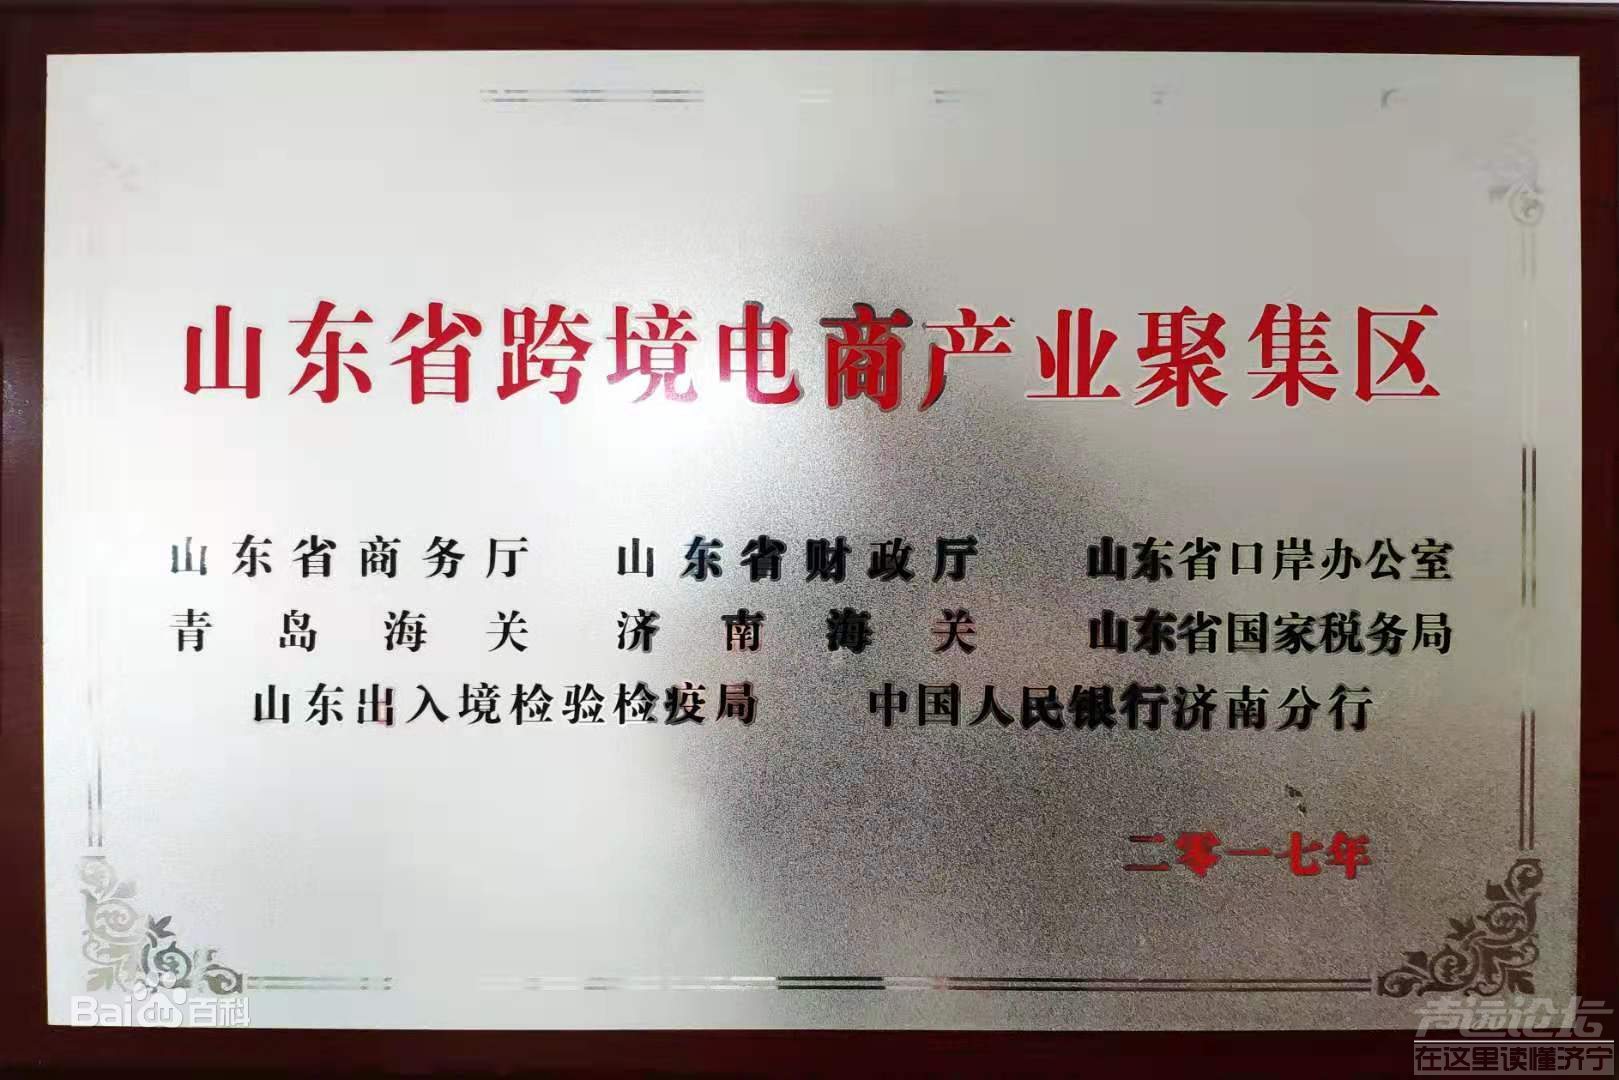 山东省跨境电商产业聚集区
山东省商务厅 山东省财政厅 山东省口岸办公室
青岛海关 济南海关 山东省国家税务局
山东出入境检验检疫局 中国人民银行济南分行
二零一七年
Bai百科
声远论坛
在这里读懂济宁